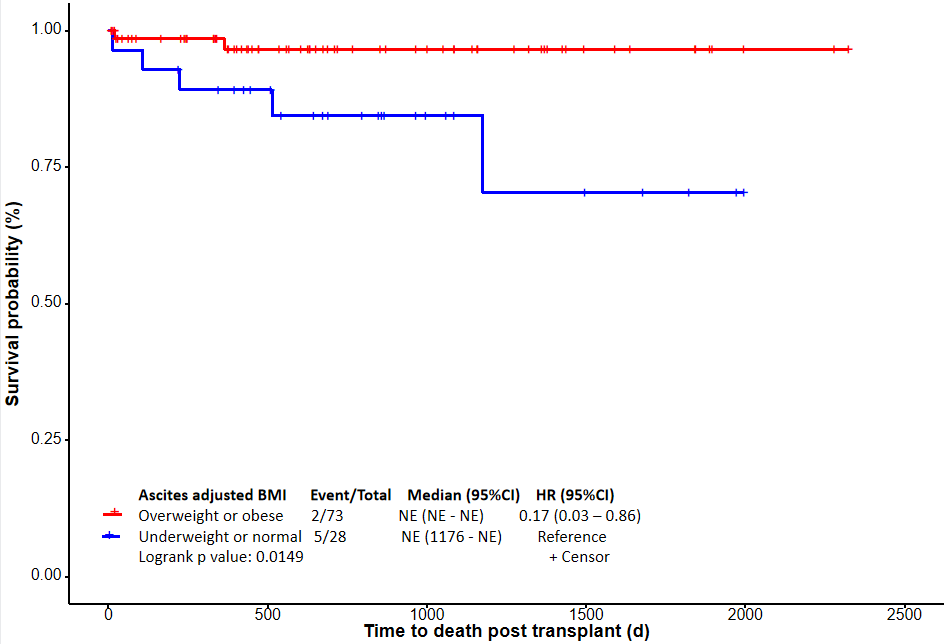 1.00
0.75
0.50
0.25
0.00
Survival probability (%)
Ascites adjusted BMI Event/Total Median (95%CI) HR (95%CI)
Overweight or obese 2/73 NE (NE - NE) 0.17 (0.03 – 0.86)
Underweight or normal 5/28 NE (1176 - NE) Reference
Logrank p value: 0.0149 + Censor
0 500 1000 1500 2000 2500
Time to death post transplant (d)